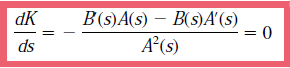 dK/ds = − B′(s)A(s) − B(s)A′(s) / A²(s) = 0